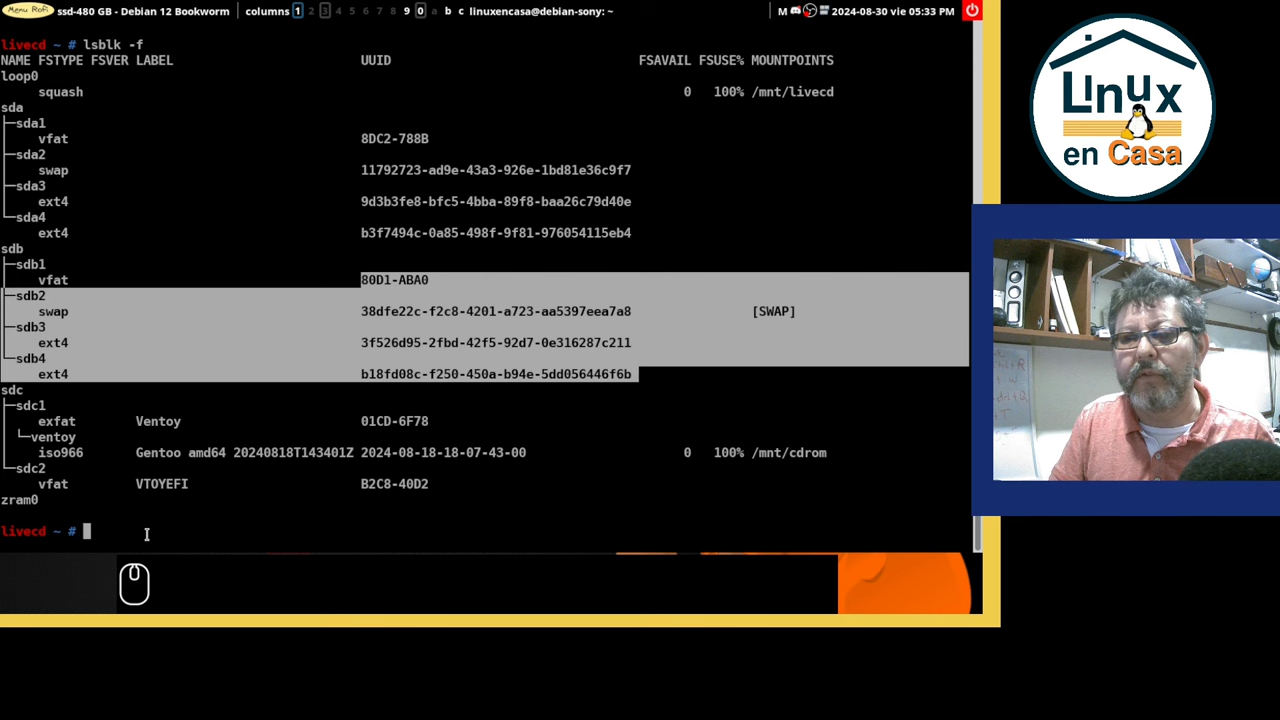 Menu Rofi ssd-480 GB - Debian 12 Bookworm columns 1 2 3 4 5 6 7 8 9 0 a b c linuxencasa@debian-sony: ~ M 2024-08-30 vie 05:33 PM
livecd ~ # lsblk -f
NAME FSTYPE FSVER LABEL UUID FSAVAIL FSUSE% MOUNTPOINTS
loop0
squash 0 100% /mnt/livecd
sda
├─sda1
vfat 8DC2-788B
├─sda2
swap 11792723-ad9e-43a3-926e-1bd81e36c9f7
├─sda3
ext4 9d3b3fe8-bfc5-4bba-89f8-baa26c79d40e
└─sda4
ext4 b3f7494c-0a85-498f-9f81-976054115eb4
sdb
├─sdb1
vfat 80D1-ABA0
├─sdb2
swap 38dfe22c-f2c8-4201-a723-aa5397eea7a8 [SWAP]
├─sdb3
ext4 3f526d95-2fbd-42f5-92d7-0e316287c211
└─sdb4
ext4 b18fd08c-f250-450a-b94e-5dd056446f6b
sdc
├─sdc1
exfat Ventoy 01CD-6F78
└─ventoy
iso966 Gentoo amd64 20240818T143401Z 2024-08-18-18-07-43-00 0 100% /mnt/cdrom
└─sdc2
vfat VTOYEFI B2C8-40D2
zram0
livecd ~ #
Linux
en Casa